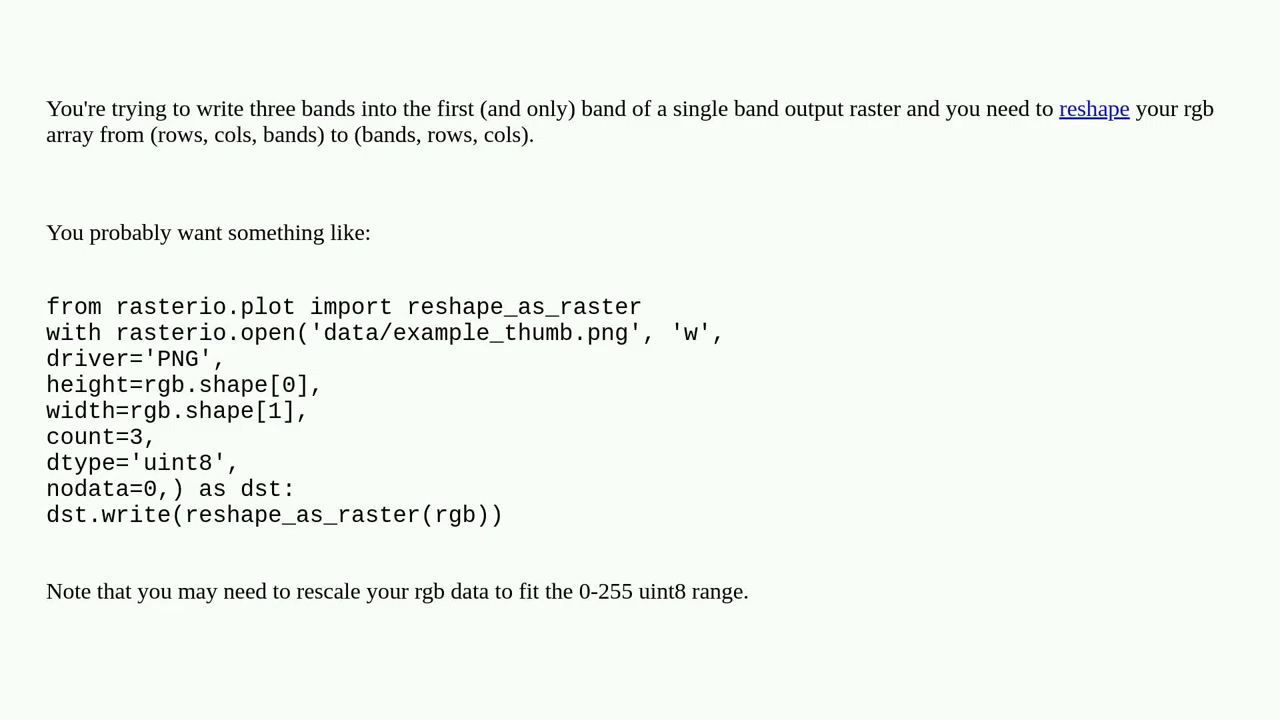 You're trying to write three bands into the first (and only) band of a single band output raster and you need to reshape your rgb
array from (rows, cols, bands) to (bands, rows, cols).
You probably want something like:
from rasterio.plot import reshape_as_raster
with rasterio.open('data/example_thumb.png', 'w',
driver='PNG',
height=rgb.shape[0],
width=rgb.shape[1],
count=3,
dtype='uint8',
nodata=0,) as dst:
dst.write(reshape_as_raster(rgb))
Note that you may need to rescale your rgb data to fit the 0-255 uint8 range.